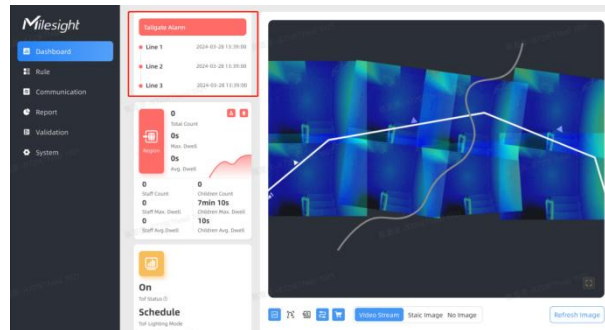 Milesight
Dashboard
Rule
Communication
Report
Validation
System
Tailgate Alarm
Line 1 2024-03-28 13:39:00
Line 2 2024-03-28 13:39:00
Line 3 2024-03-28 13:39:00
Region
0
Total Count
0s
Max. Dwell
0s
Avg. Dwell
0 0
Staff Count Children Count
0 7min 10s
Staff Max. Dwell Children Max. Dwell
0 10s
Staff Avg.Dwell Children Avg. Dwell
On
ToF Status
Schedule
ToF Lighting Mode
Video Stream Staic Image No Image
Refresh Image